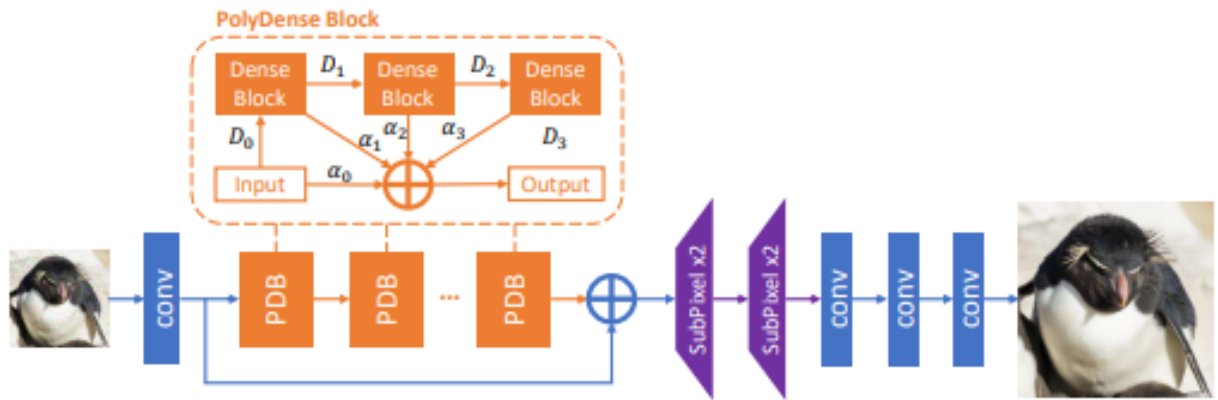 PolyDense Block
Dense
Block
D₁
Dense
Block
D₂
Dense
Block
D₀
α₁
α₂
α₃
D₃
Input
α₀
Output
conv
PDB
PDB
...
PDB
SubPixel x2
SubPixel x2
conv
conv
conv